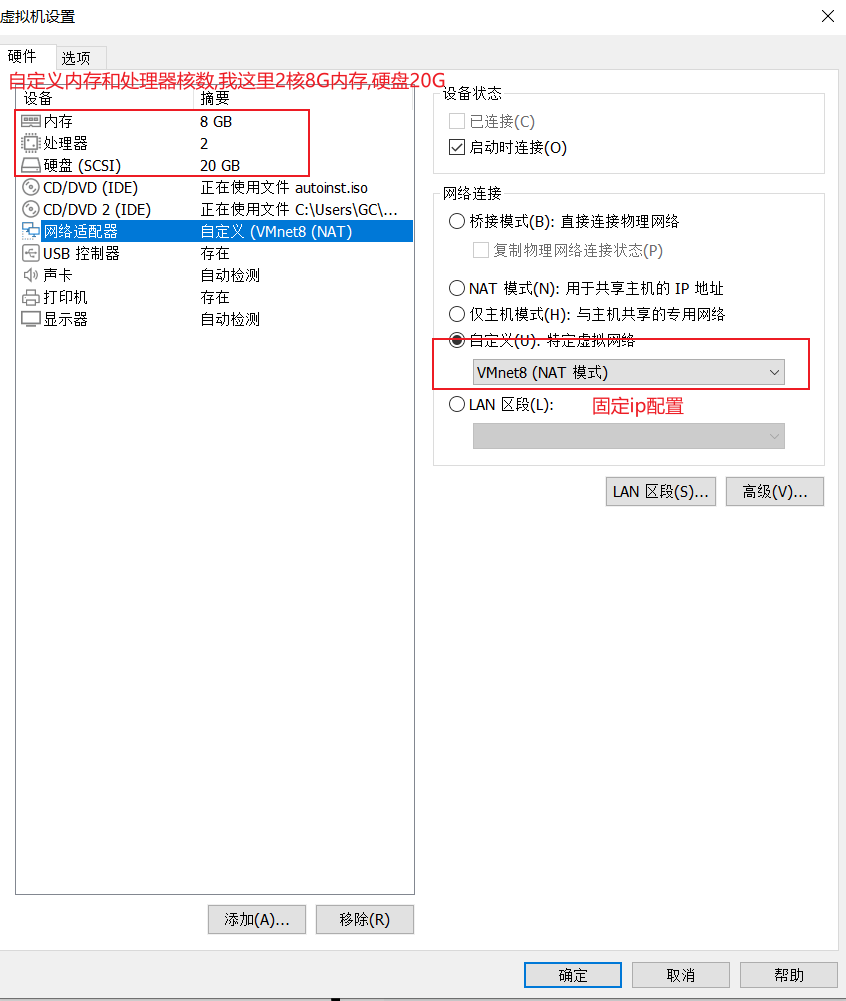 虚拟机设置
硬件 选项
自定义内存和处理器核数,我这里2核8G内存,硬盘20G
设备 摘要
内存 8 GB
处理器 2
硬盘 (SCSI) 20 GB
CD/DVD (IDE) 正在使用文件 autoinst.iso
CD/DVD 2 (IDE) 正在使用文件 C:\Users\GC\...
网络适配器 自定义 (VMnet8 (NAT)
USB 控制器 存在
声卡 自动检测
打印机 存在
显示器 自动检测
添加(A)... 移除(R)
设备状态
已连接(C)
启动时连接(O)
网络连接
桥接模式(B): 直接连接物理网络
复制物理网络连接状态(P)
NAT 模式(N): 用于共享主机的 IP 地址
仅主机模式(H): 与主机共享的专用网络
自定义(U): 特定虚拟网络
VMnet8 (NAT 模式)
LAN 区段(L):
固定ip配置
LAN 区段(S)... 高级(V)...
确定 取消 帮助